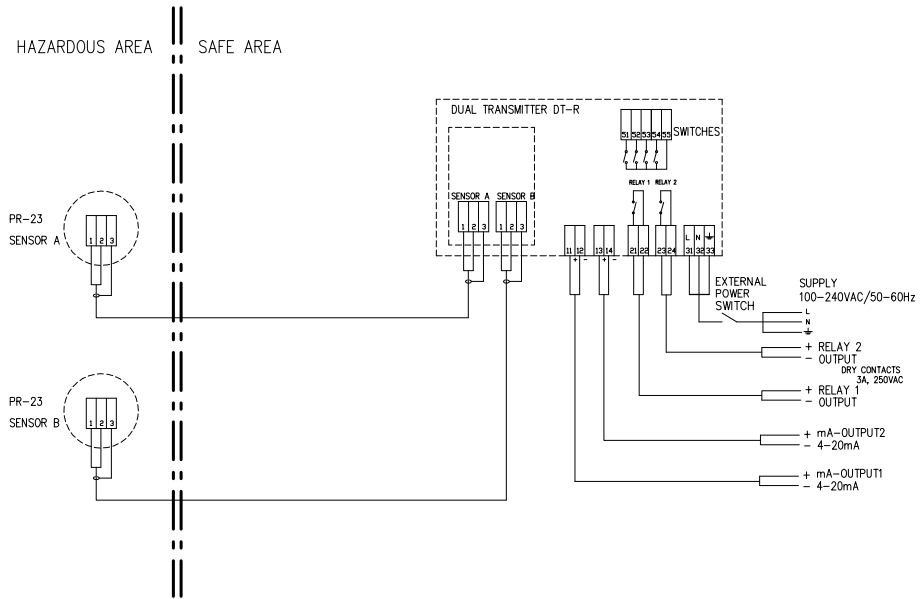 HAZARDOUS AREA
SAFE AREA
DUAL TRANSMITTER DT-R
51 52 53 54 55
SWITCHES
RELAY 1 RELAY 2
SENSOR A SENSOR B
1 2 3
1 2 3
L N
11 12
13 14
21 22
23 24
31 32 33
+ -
+ -
PR-23
SENSOR A
1 2 3
EXTERNAL
POWER
SWITCH
SUPPLY
100-240VAC/50-60Hz
L
N
+ RELAY 2
- OUTPUT
DRY CONTACTS
3A, 250VAC
+ RELAY 1
- OUTPUT
PR-23
SENSOR B
1 2 3
+ mA-OUTPUT2
- 4-20mA
+ mA-OUTPUT1
- 4-20mA